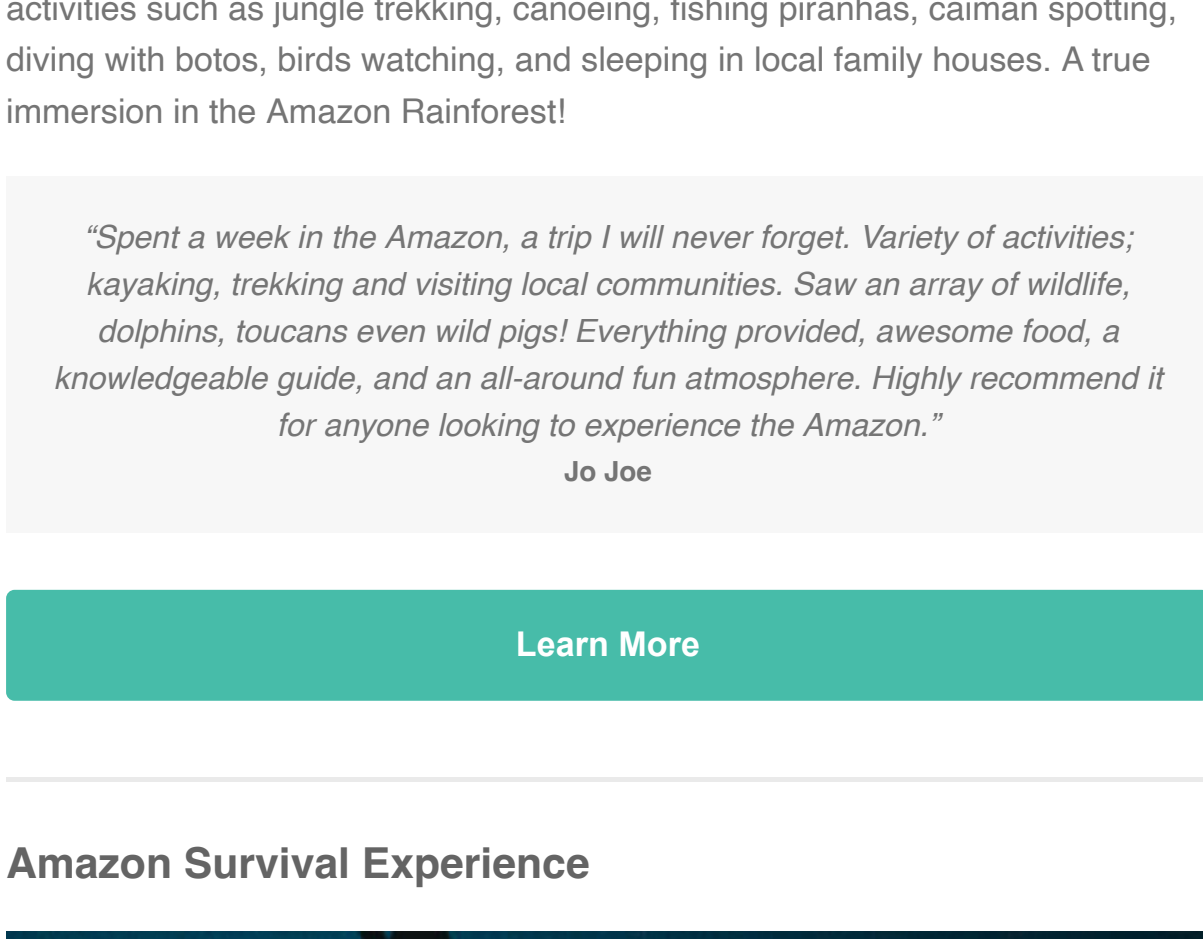 activities such as jungle trekking, canoeing, fishing piranhas, caiman spotting,
diving with botos, birds watching, and sleeping in local family houses. A true
immersion in the Amazon Rainforest!
“Spent a week in the Amazon, a trip I will never forget. Variety of activities;
kayaking, trekking and visiting local communities. Saw an array of wildlife,
dolphins, toucans even wild pigs! Everything provided, awesome food, a
knowledgeable guide, and an all-around fun atmosphere. Highly recommend it
for anyone looking to experience the Amazon.”
Jo Joe
Learn More
Amazon Survival Experience